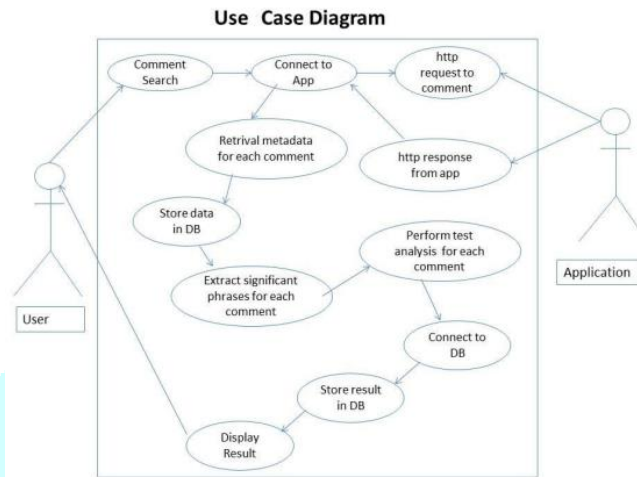 Use Case Diagram
Comment
Search
Connect to
App
http
request to
comment
Retrival metadata
for each comment
http response
from app
Store data
in DB
Perform test
analysis for each
comment
Extract significant
phrases for each
comment
Application
User
Connect to
DB
Store result
in DB
Display
Result